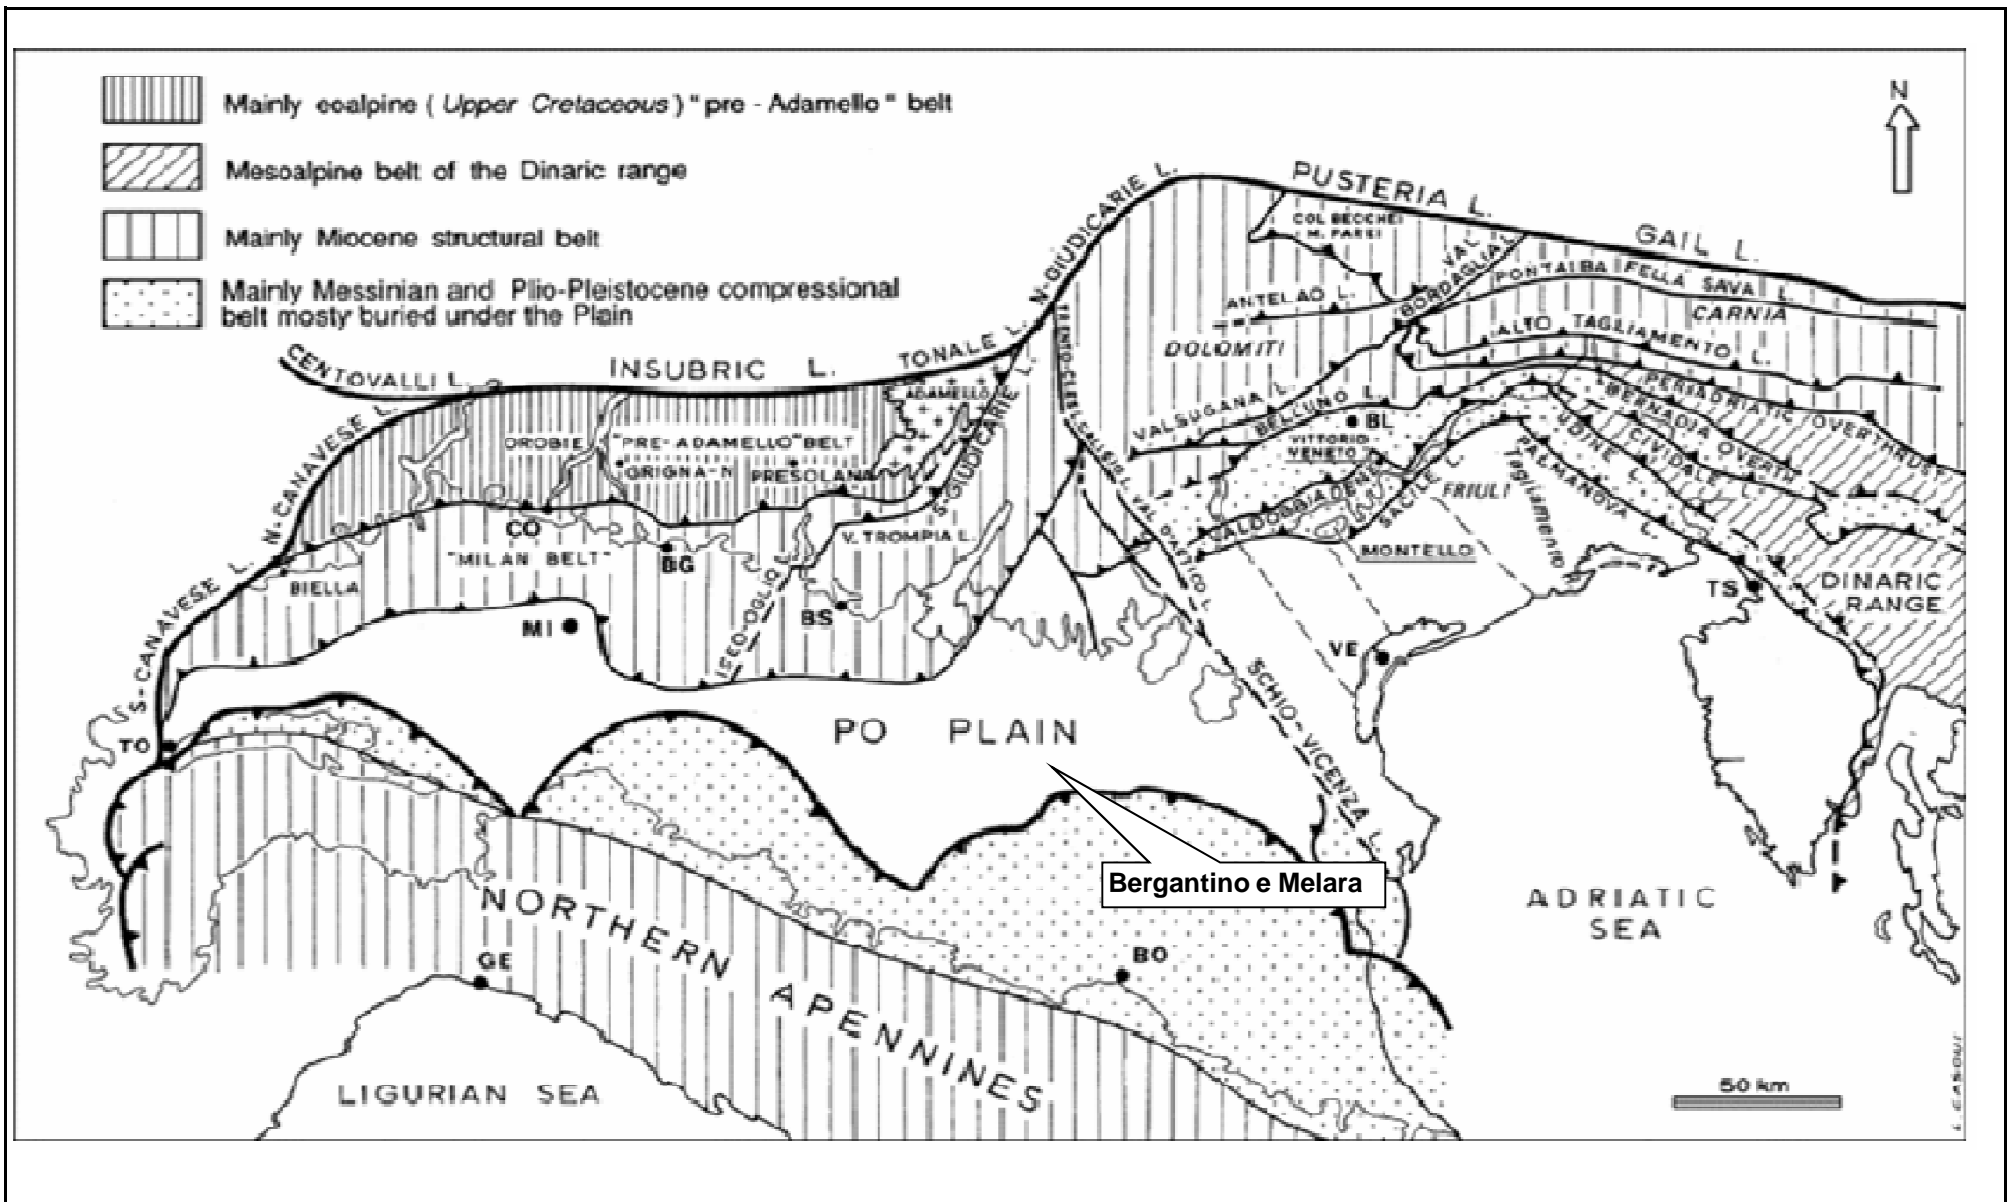 Mainly eoalpine ( Upper Cretaceous ) " pre - Adamello " belt
Mesoalpine belt of the Dinaric range
Mainly Miocene structural belt
Mainly Messinian and Plio-Pleistocene compressional
belt mosty buried under the Plain
N
PUSTERIA L.
GAIL L.
N-GIUDICARIE L.
COL BECCHEI
M. PAREI
VAL
BORDAGLIA L.
PONTALBA FELLA SAVA L.
CARNIA
ANTELAO L.
ALTO TAGLIAMENTO L.
DOLOMITI
CENTOVALLI L.
INSUBRIC L.
TONALE L.
ADAMELLO
VALSUGANA L.
BELLUNO L.
BL
PERIADRIATIC OVERTHRUST
BERNADIA OVERTH.
VITTORIO
VENETO
UDINE L.
CIVIDALE L.
PALMANOVA L.
N-CANAVESE L.
OROBIE "PRE-ADAMELLO" BELT
GRIGNA-N
PRESOLANA
S-GIUDICARIE L.
VALDOBBIADENE
SACILE L.
FRIULI
Tagliamento
CO
V. TROMPIA L.
MONTELLO
"MILAN BELT"
BG
BIELLA
S-CANAVESE L.
ISEO-OGLIO L.
BS
MI
TS
DINARIC
RANGE
VE
SCHIO-VICENZA L.
TO
PO PLAIN
Bergantino e Melara
NORTHERN APENNINES
ADRIATIC
SEA
BO
GE
LIGURIAN SEA
50 km